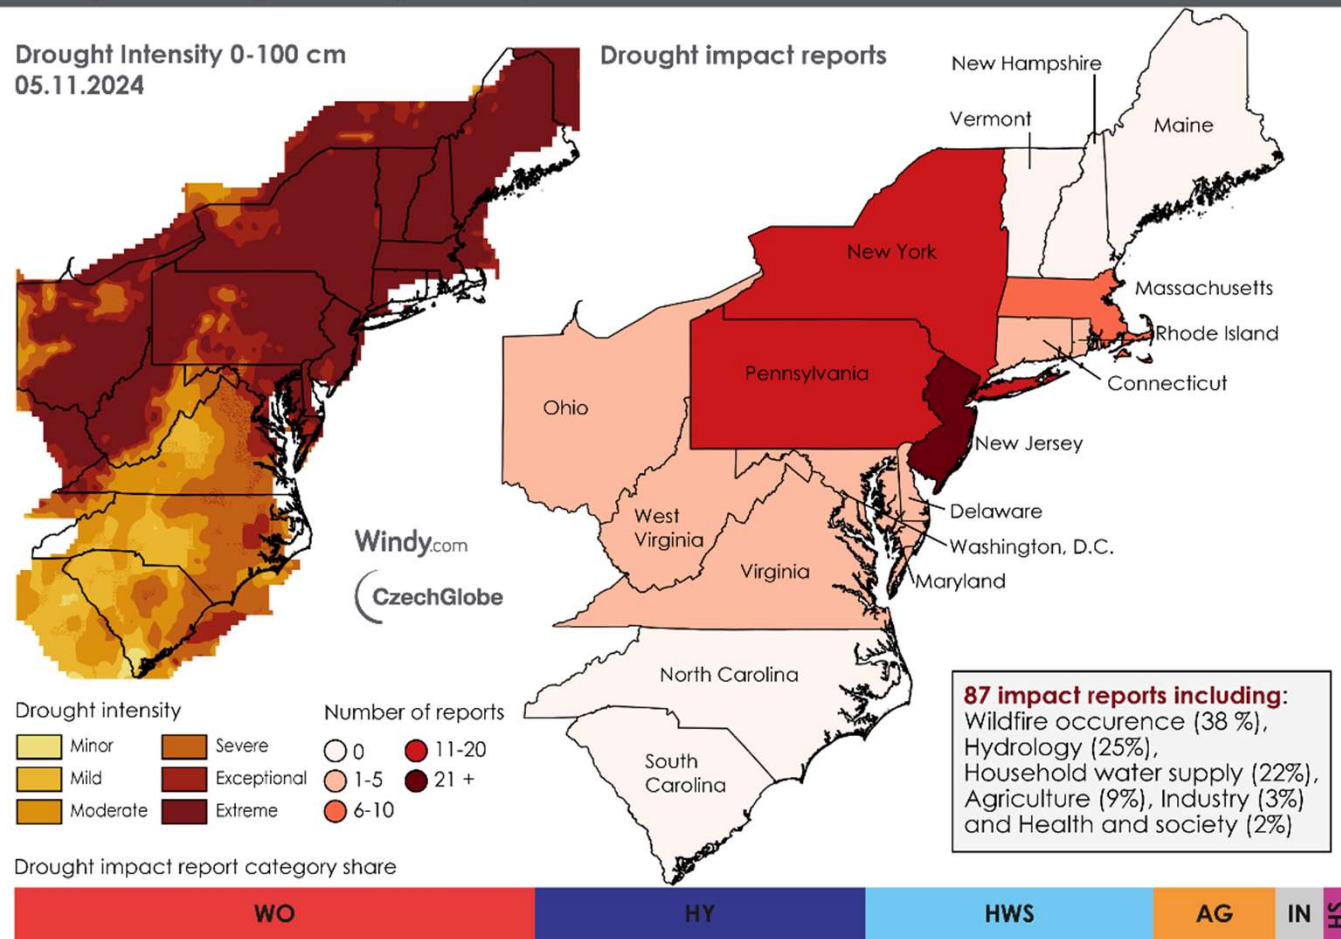 Drought Intensity 0-100 cm
05.11.2024
Drought impact reports
New Hampshire
Vermont
Maine
New York
Massachusetts
Rhode Island
Connecticut
Pennsylvania
Ohio
New Jersey
West
Virginia
Delaware
Washington, D.C.
Virginia
Maryland
North Carolina
South
Carolina
Windy.com
CzechGlobe
Drought intensity
Minor
Mild
Moderate
Severe
Exceptional
Extreme
Number of reports
0
1-5
6-10
11-20
21 +
87 impact reports including:
Wildfire occurence (38 %),
Hydrology (25%),
Household water supply (22%),
Agriculture (9%), Industry (3%)
and Health and society (2%)
Drought impact report category share
WO
HY
HWS
AG
IN
SH